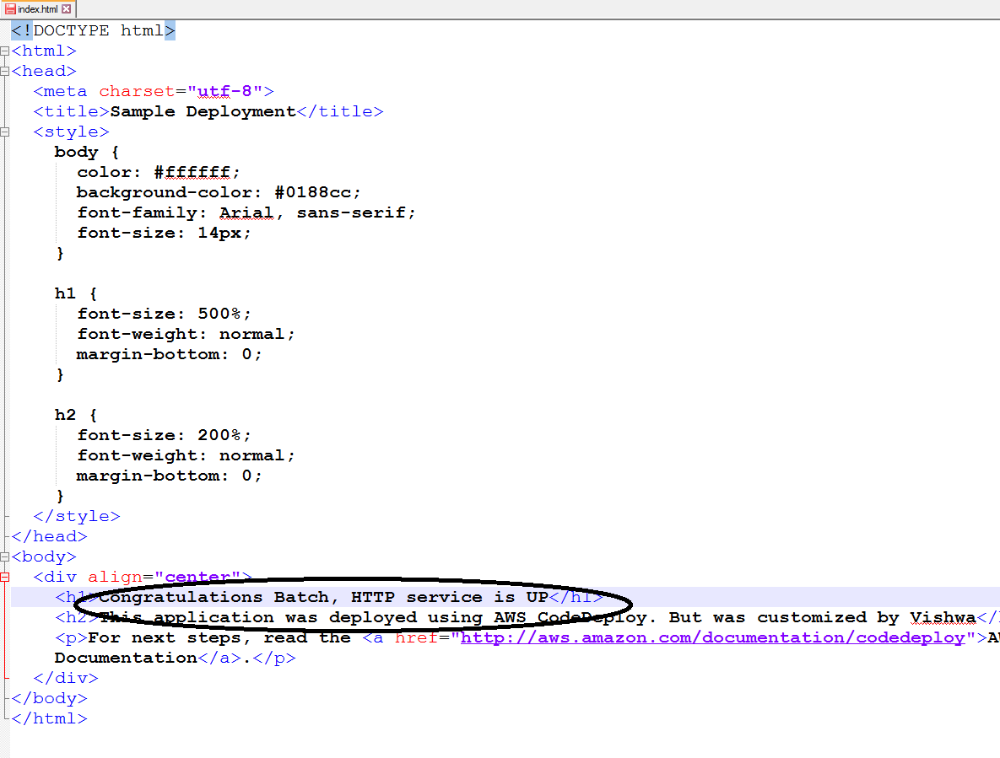 index.html
<!DOCTYPE html>
<html>
<head>
  <meta charset="utf-8">
  <title>Sample Deployment</title>
  <style>
    body {
      color: #ffffff;
      background-color: #0188cc;
      font-family: Arial, sans-serif;
      font-size: 14px;
    }

    h1 {
      font-size: 500%;
      font-weight: normal;
      margin-bottom: 0;
    }

    h2 {
      font-size: 200%;
      font-weight: normal;
      margin-bottom: 0;
    }
  </style>
</head>
<body>
  <div align="center">
    <h1>Congratulations Batch, HTTP service is UP</h1>
    <h2>This application was deployed using AWS CodeDeploy. But was customized by Vishwa</
    <p>For next steps, read the <a href="http://aws.amazon.com/documentation/codedeploy">
    Documentation</a>.</p>
  </div>
</body>
</html>